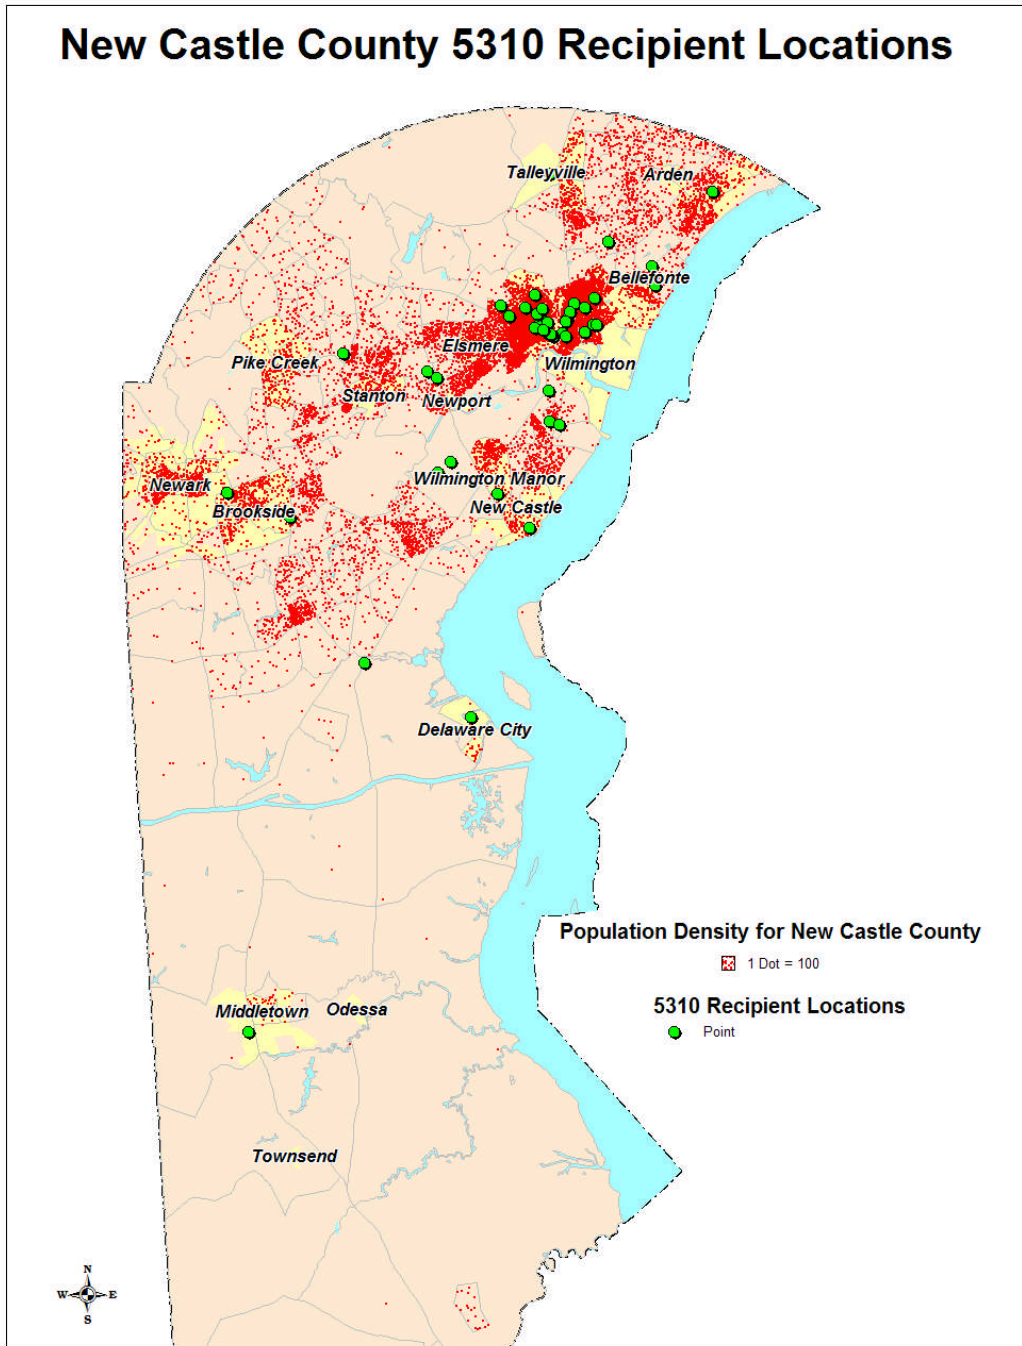 New Castle County 5310 Recipient Locations
Talleyville
Arden
Bellefonte
Elsmere
Wilmington
Pike Creek
Stanton
Newport
Newark
Wilmington Manor
Brookside
New Castle
Delaware City
Population Density for New Castle County
1 Dot = 100
5310 Recipient Locations
Point
Middletown
Odessa
Townsend
N
W
E
S